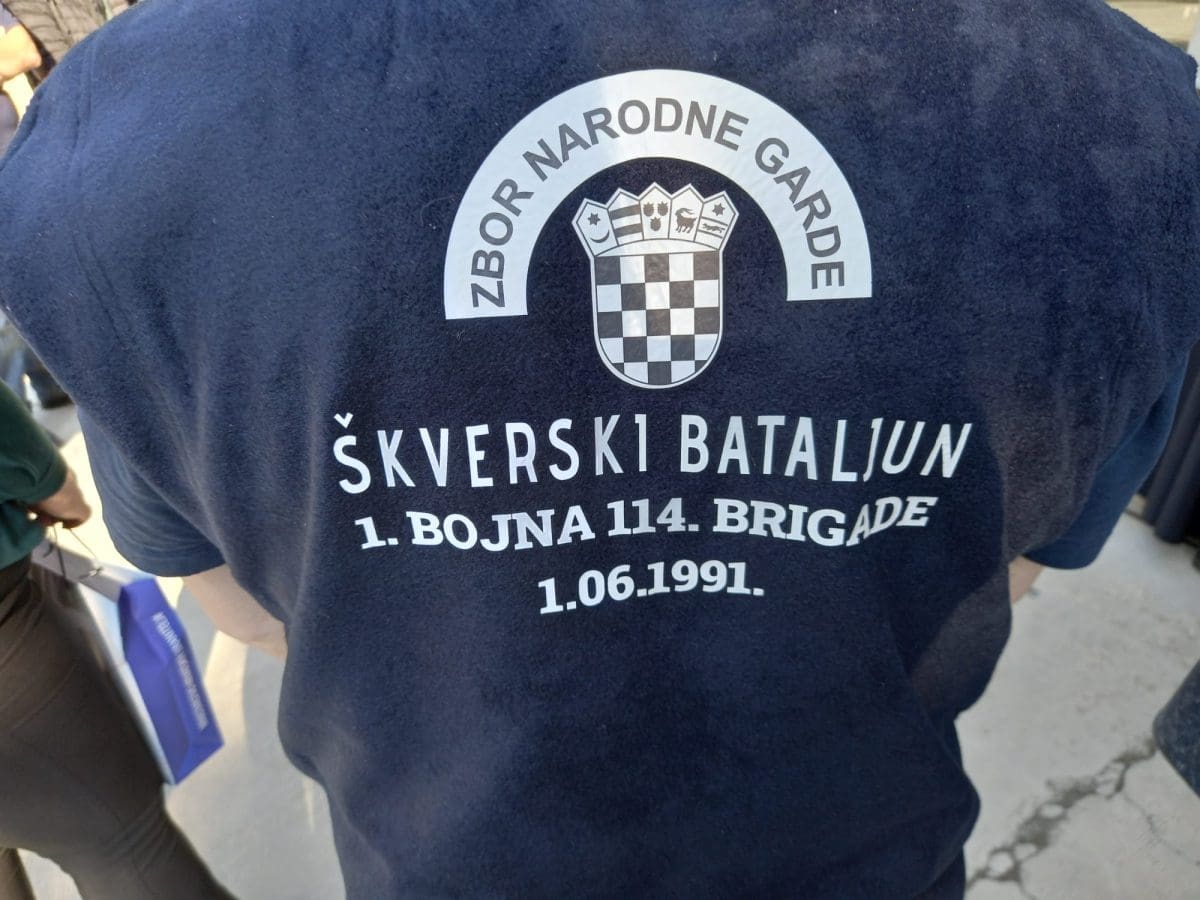 ZBOR NARODNE GARDE
ŠKVERSKI BATALJUN
1. BOJNA 114. BRIGADE
1.06.1991.